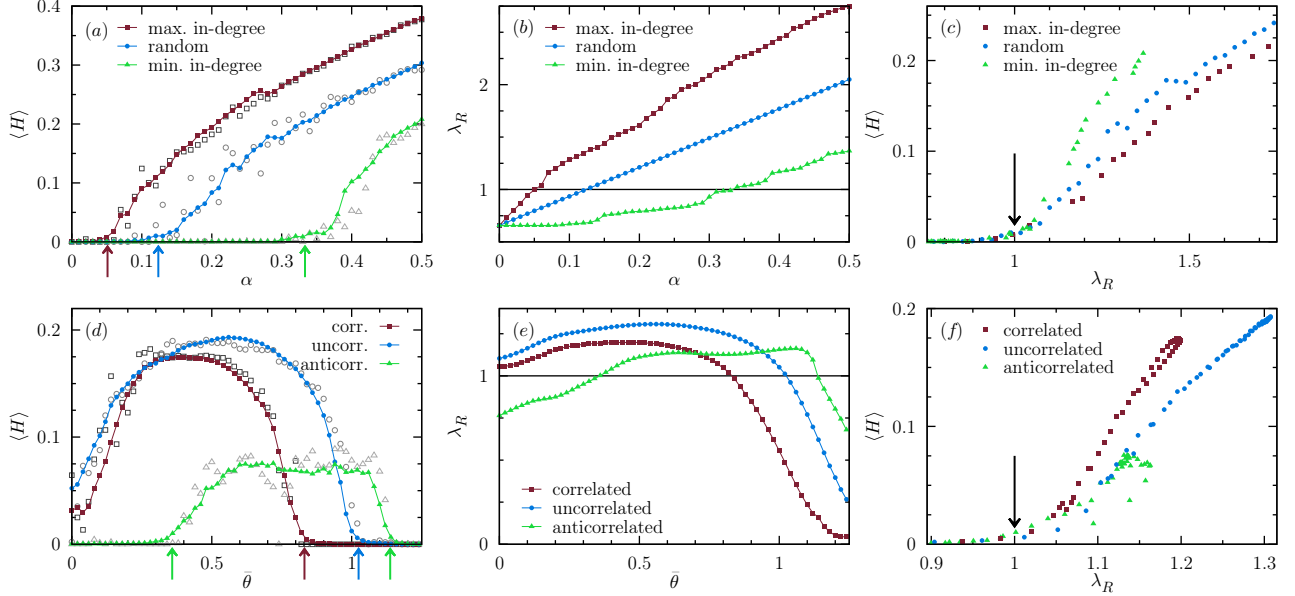 (a)
max. in-degree
random
min. in-degree
⟨H⟩
0.4
0.3
0.2
0.1
0
0 0.1 0.2 0.3 0.4 0.5
α
(b)
max. in-degree
random
min. in-degree
λ_R
2
1
0 0.1 0.2 0.3 0.4 0.5
α
(c)
max. in-degree
random
min. in-degree
⟨H⟩
0.2
0.1
0
1 1.5
λ_R
(d)
corr.
uncorr.
anticorr.
⟨H⟩
0.2
0.1
0
0 0.5 1
θ̄
(e)
correlated
uncorrelated
anticorrelated
λ_R
1
0
0 0.5 1
θ̄
(f)
correlated
uncorrelated
anticorrelated
⟨H⟩
0.2
0.1
0
0.9 1 1.1 1.2 1.3
λ_R